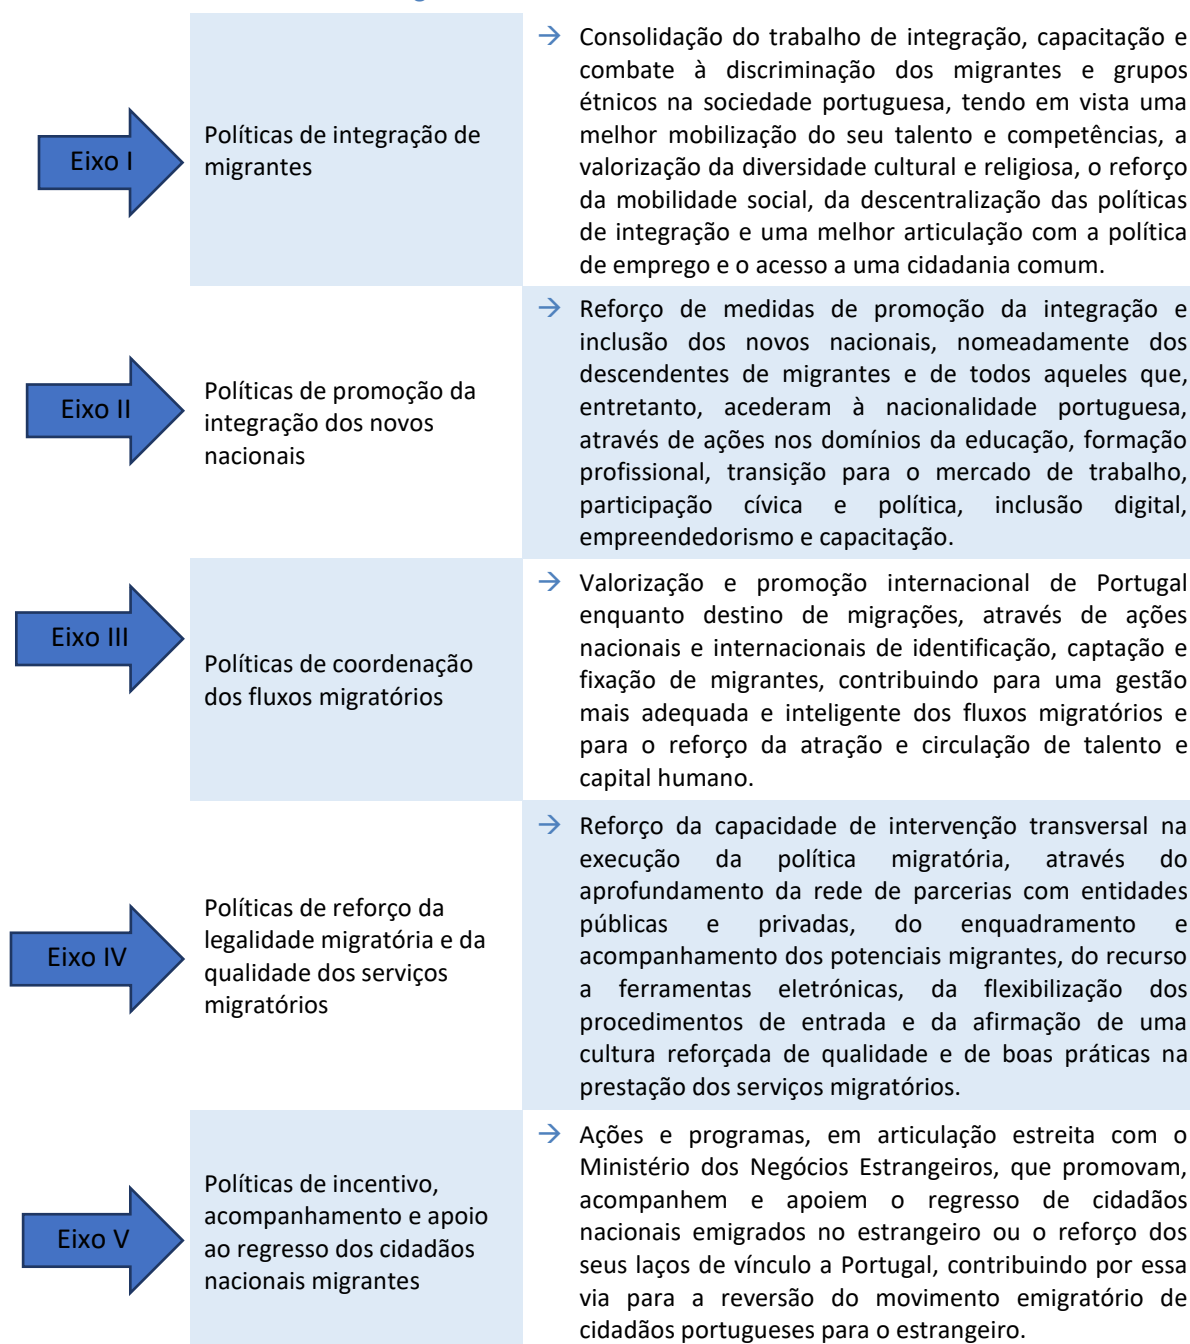 Eixo I
Políticas de integração de
migrantes
→ Consolidação do trabalho de integração, capacitação e
combate à discriminação dos migrantes e grupos
étnicos na sociedade portuguesa, tendo em vista uma
melhor mobilização do seu talento e competências, a
valorização da diversidade cultural e religiosa, o reforço
da mobilidade social, da descentralização das políticas
de integração e uma melhor articulação com a política
de emprego e o acesso a uma cidadania comum.
Eixo II
Políticas de promoção da
integração dos novos
nacionais
→ Reforço de medidas de promoção da integração e
inclusão dos novos nacionais, nomeadamente dos
descendentes de migrantes e de todos aqueles que,
entretanto, acederam à nacionalidade portuguesa,
através de ações nos domínios da educação, formação
profissional, transição para o mercado de trabalho,
participação cívica e política, inclusão digital,
empreendedorismo e capacitação.
Eixo III
Políticas de coordenação
dos fluxos migratórios
→ Valorização e promoção internacional de Portugal
enquanto destino de migrações, através de ações
nacionais e internacionais de identificação, captação e
fixação de migrantes, contribuindo para uma gestão
mais adequada e inteligente dos fluxos migratórios e
para o reforço da atração e circulação de talento e
capital humano.
Eixo IV
Políticas de reforço da
legalidade migratória e da
qualidade dos serviços
migratórios
→ Reforço da capacidade de intervenção transversal na
execução da política migratória, através do
aprofundamento da rede de parcerias com entidades
públicas e privadas, do enquadramento e
acompanhamento dos potenciais migrantes, do recurso
a ferramentas eletrónicas, da flexibilização dos
procedimentos de entrada e da afirmação de uma
cultura reforçada de qualidade e de boas práticas na
prestação dos serviços migratórios.
Eixo V
Políticas de incentivo,
acompanhamento e apoio
ao regresso dos cidadãos
nacionais migrantes
→ Ações e programas, em articulação estreita com o
Ministério dos Negócios Estrangeiros, que promovam,
acompanhem e apoiem o regresso de cidadãos
nacionais emigrados no estrangeiro ou o reforço dos
seus laços de vínculo a Portugal, contribuindo por essa
via para a reversão do movimento emigratório de
cidadãos portugueses para o estrangeiro.